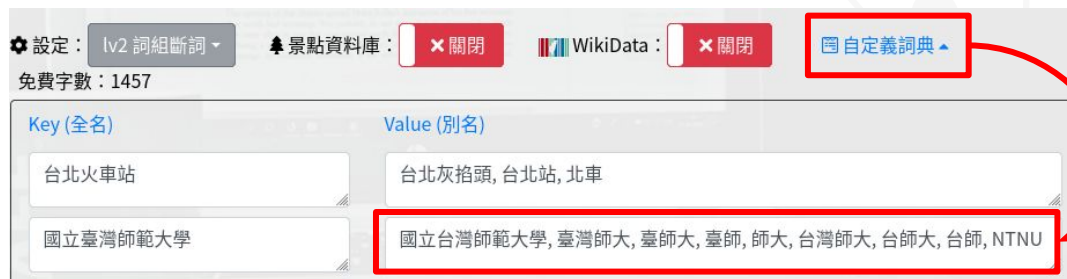 設定： lv2 詞組斷詞 景點資料庫： ×關閉 WikiData： ×關閉 自定義詞典
免費字數：1457
Key (全名) Value (別名)
台北火車站 台北灰掐頭, 台北站, 北車
國立臺灣師範大學 國立台灣師範大學, 臺灣師大, 臺師大, 臺師, 師大, 台灣師大, 台師大, 台師, NTNU